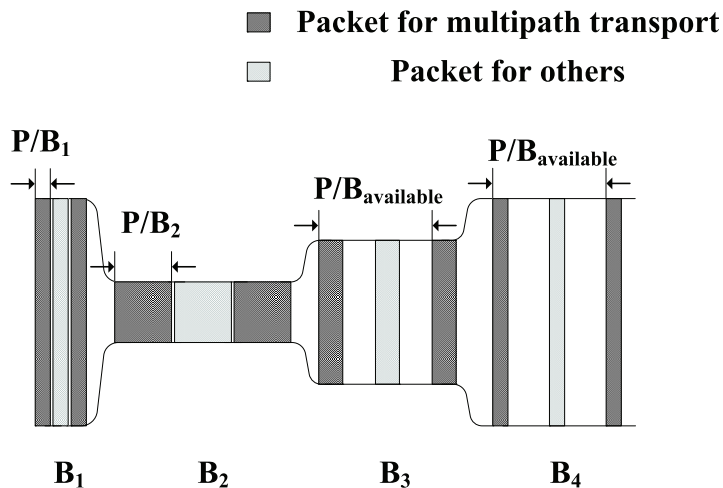 Packet for multipath transport
Packet for others
P/B₁
P/B₂
P/Bavailable
P/Bavailable
B₁
B₂
B₃
B₄